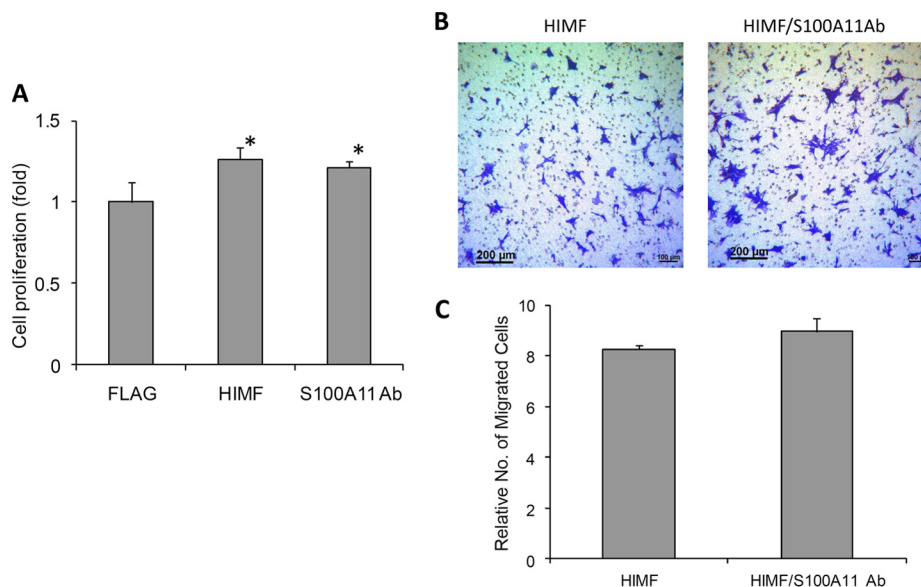 A
Cell proliferation (fold)
1.5
1
0.5
0
*
*
FLAG
HIMF
S100A11 Ab
B
HIMF
HIMF/S100A11Ab
200 µm
100 µm
200 µm
C
Relative No. of Migrated Cells
10
8
6
4
2
0
HIMF
HIMF/S100A11 Ab